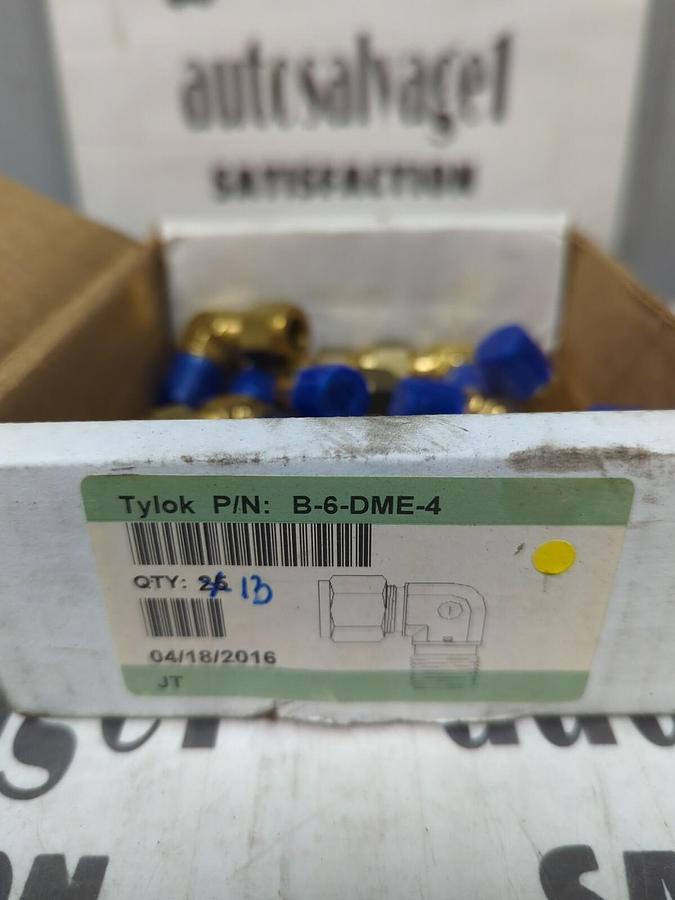 autosalvage1
SATISFACTION
Tylok P/N: B-6-DME-4
QTY: 25 13
04/18/2016
JT